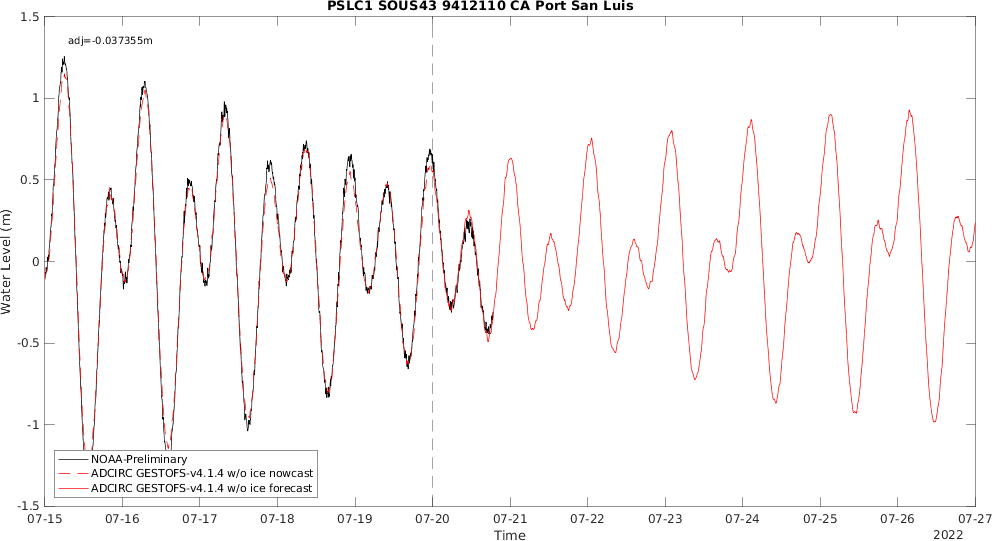 PSLC1 SOUS43 9412110 CA Port San Luis
adj=-0.037355m
1.5
1
0.5
0
-0.5
-1
-1.5
Water Level (m)
NOAA-Preliminary
ADCIRC GESTOFS-v4.1.4 w/o ice nowcast
ADCIRC GESTOFS-v4.1.4 w/o ice forecast
07-15 07-16 07-17 07-18 07-19 07-20 07-21 07-22 07-23 07-24 07-25 07-26 07-27
Time
2022